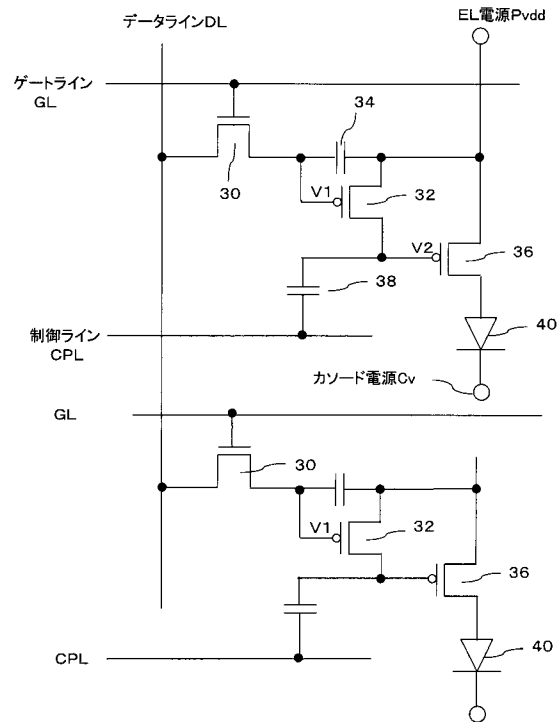 データラインDL
EL電源Pvdd
ゲートライン
GL
34
30
V1
32
V2
36
38
40
制御ライン
CPL
カソード電源Cv
GL
30
V1
32
36
40
CPL